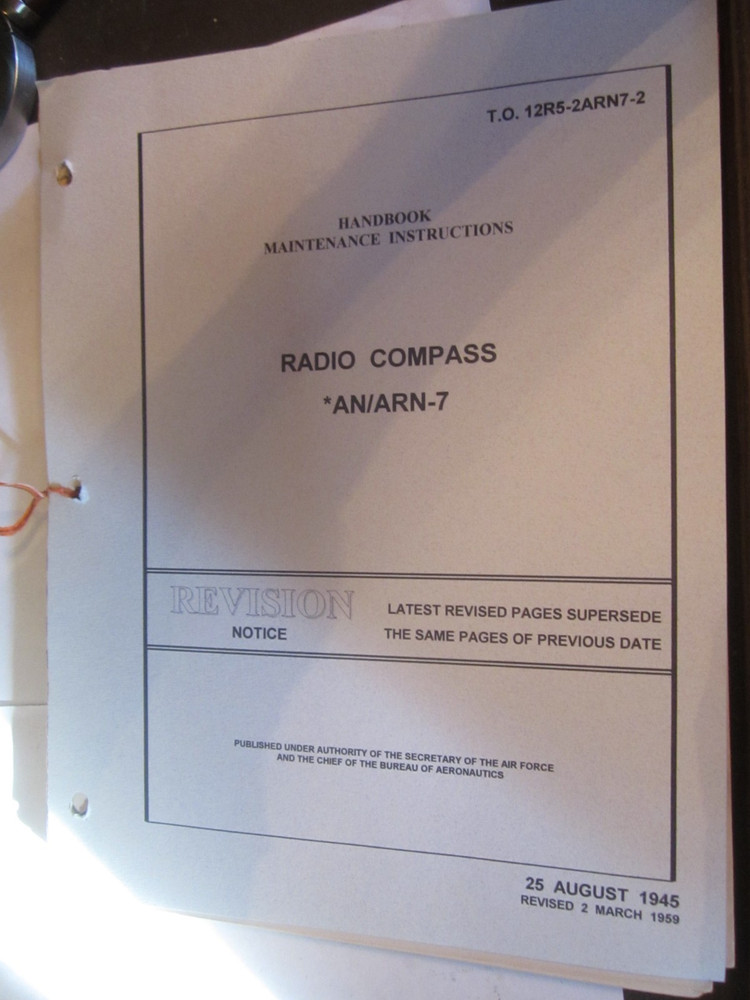 T.O. 12R5-2ARN7-2
HANDBOOK
MAINTENANCE INSTRUCTIONS
RADIO COMPASS
*AN/ARN-7
REVISION
NOTICE
LATEST REVISED PAGES SUPERSEDE
THE SAME PAGES OF PREVIOUS DATE
PUBLISHED UNDER AUTHORITY OF THE SECRETARY OF THE AIR FORCE
AND THE CHIEF OF THE BUREAU OF AERONAUTICS
25 AUGUST 1945
REVISED 2 MARCH 1959